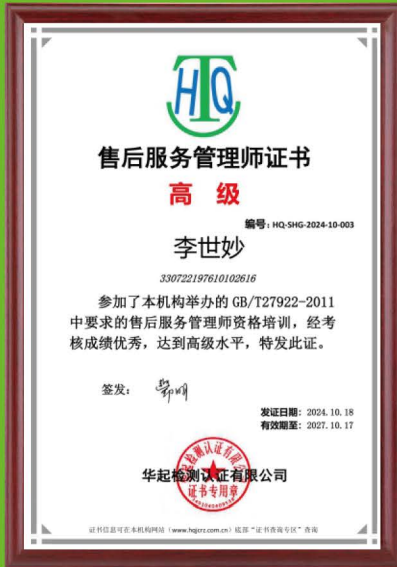 HTQ
售后服务管理师证书
高 级
编号：HQ-SHG-2024-10-003
李世妙
330722197610102616
参加了本机构举办的 GB/T27922-2011
中要求的售后服务管理师资格培训，经考
核成绩优秀，达到高级水平，特发此证。
签发：
发证日期：2024.10.18
有效期至：2027.10.17
华起检测认证有限公司
证书专用章
证书信息可在本机构网站（www.hqjcrz.com.cn）底部“证书查询专区”查询